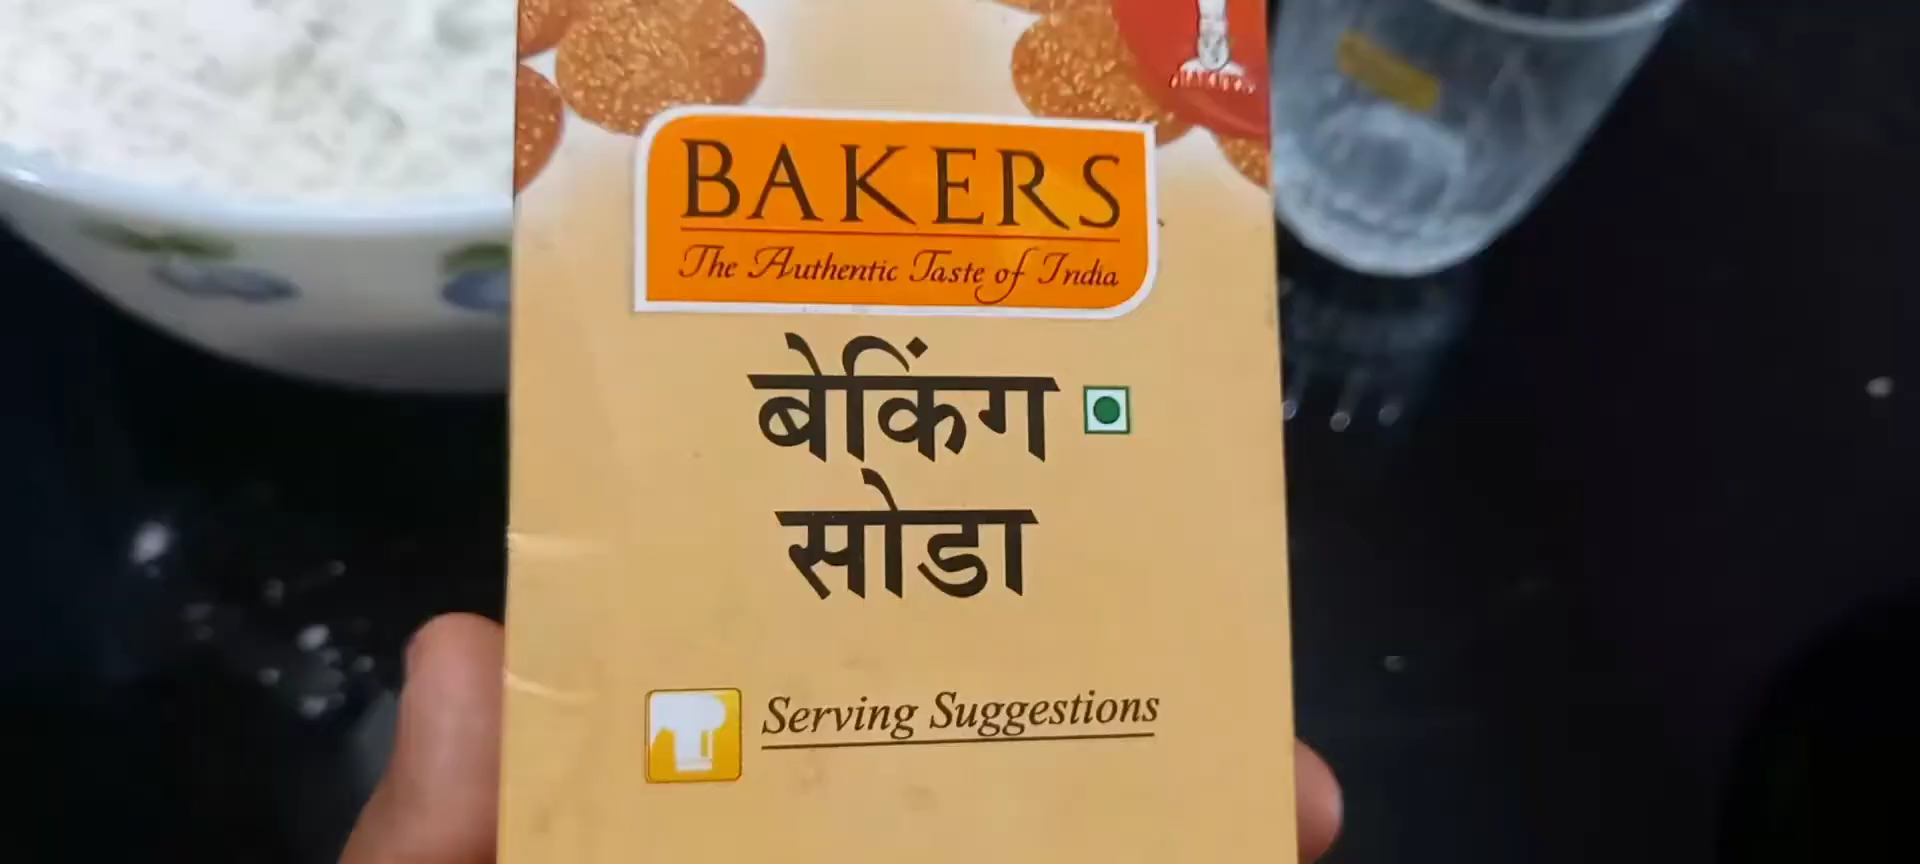 BAKERS
The Authentic Taste of India
बेकिंग
सोडा
Serving Suggestions